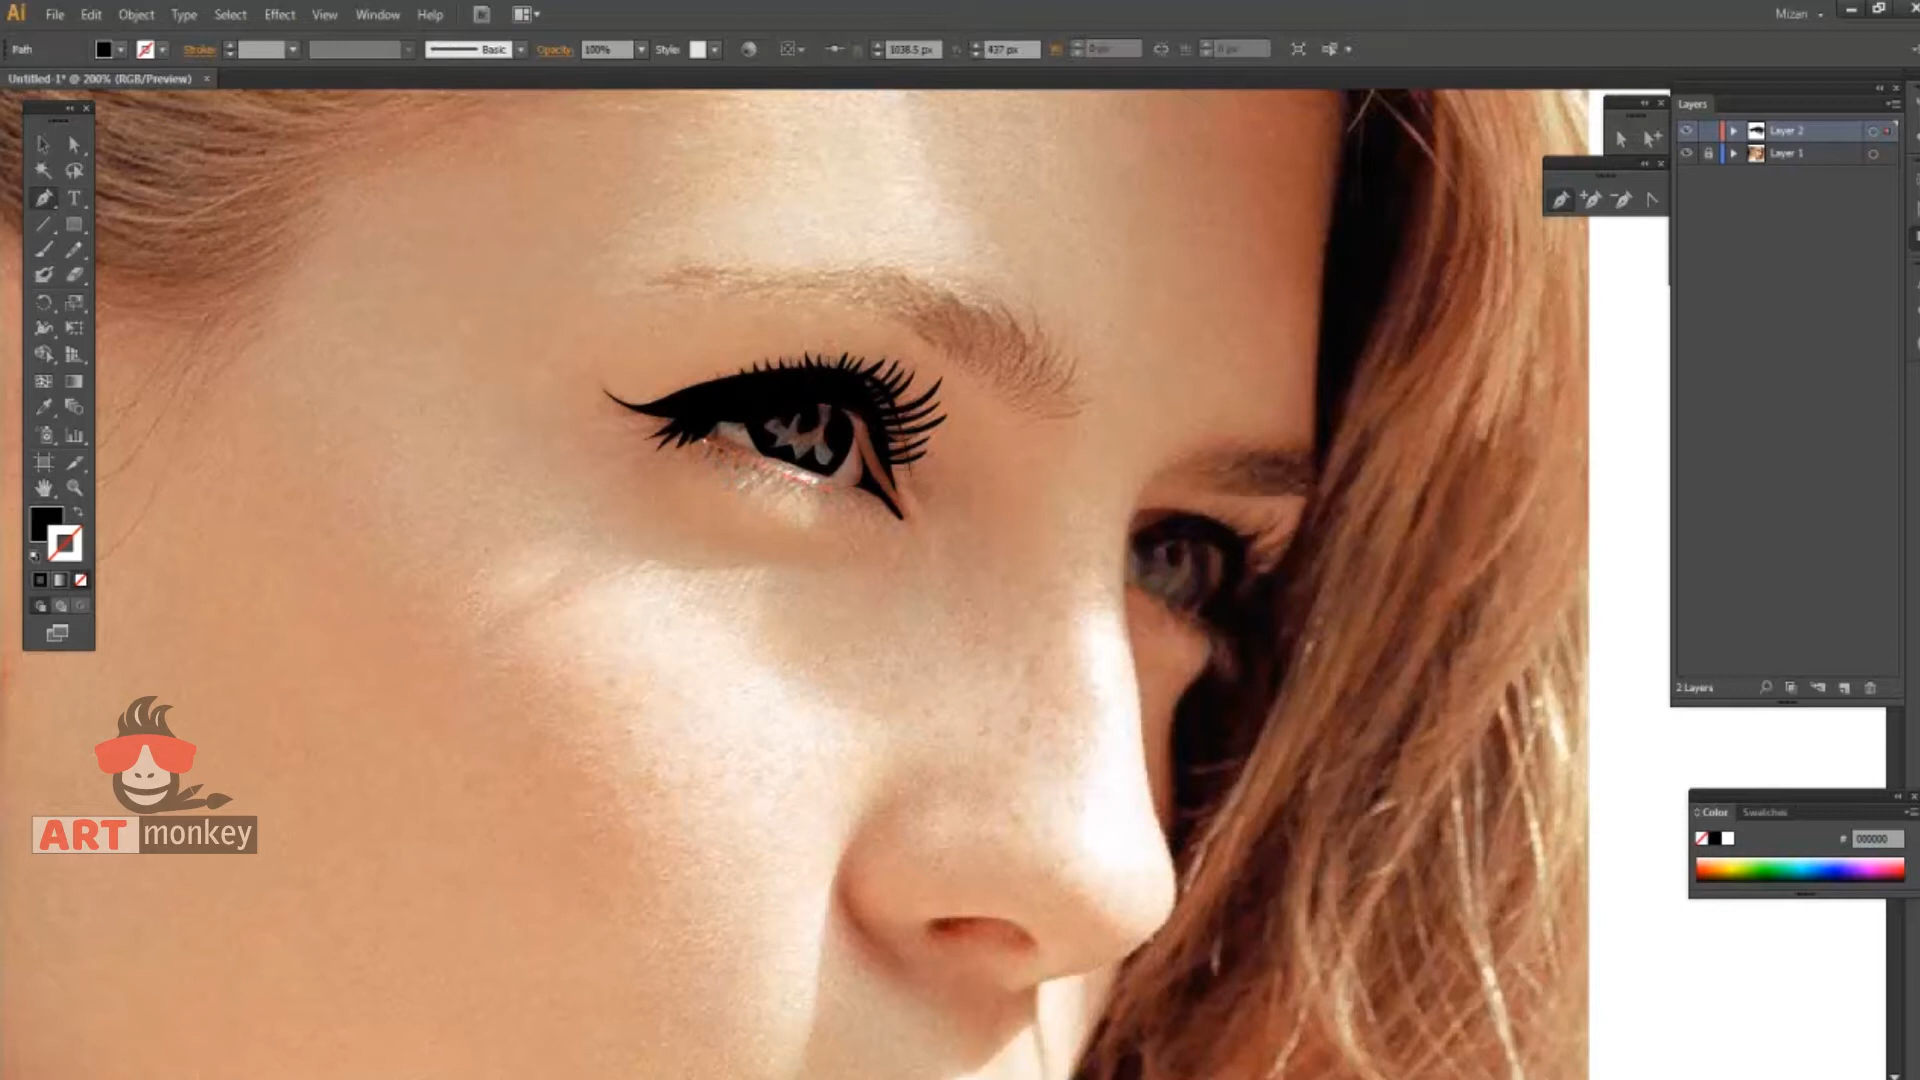 Ai File Edit Object Type Select Effect View Window Help Mizan
Path Stroke: Basic Opacity: 100% Style: 1038.5 px 437 px 0 px 0 px
Untitled-1* @ 200% (RGB/Preview) ×
Layers
Layer 2
Layer 1
2 Layers
Color Swatches
# 000000
ART monkey